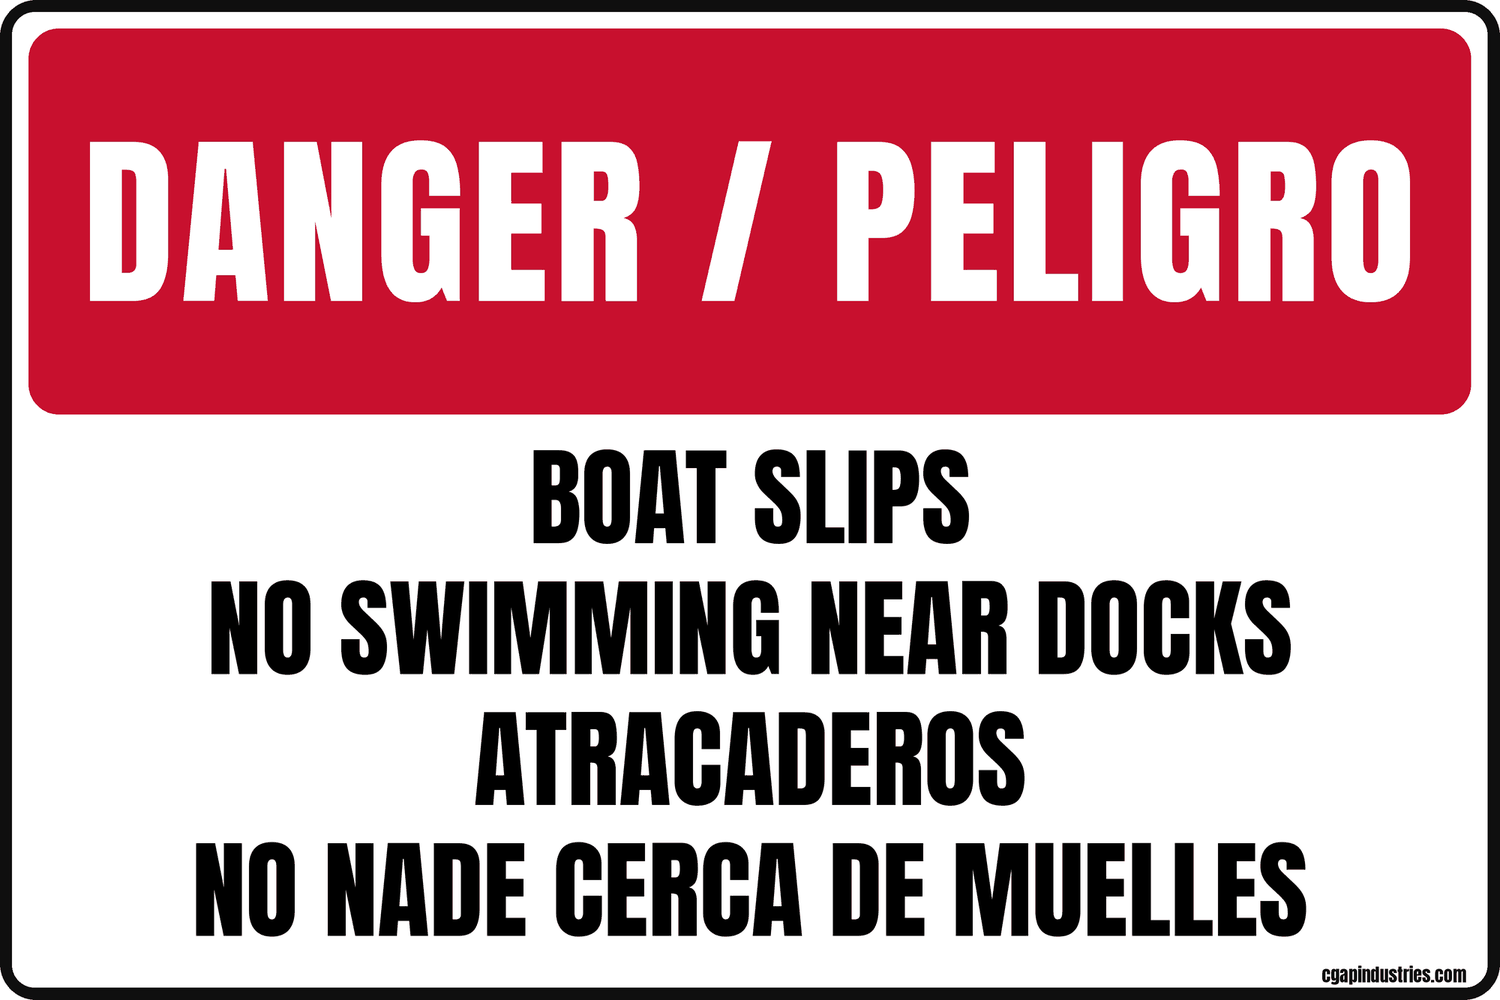 DANGER / PELIGRO
BOAT SLIPS
NO SWIMMING NEAR DOCKS
ATRACADEROS
NO NADE CERCA DE MUELLES
cgapindustries.com